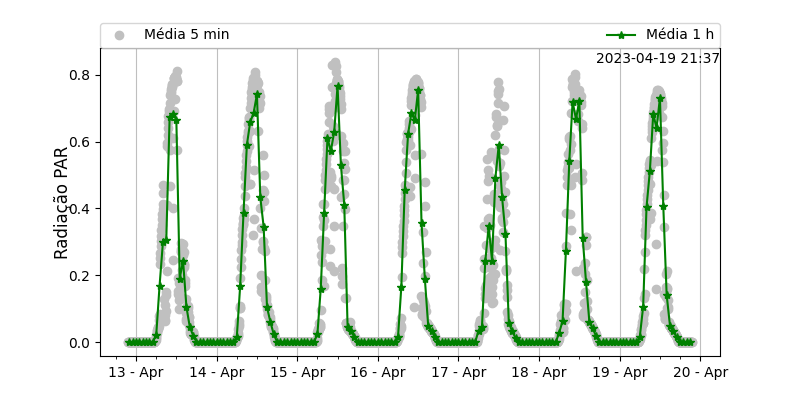 Média 5 min
Média 1 h
2023-04-19 21:37
Radiação PAR
0.8
0.6
0.4
0.2
0.0
13 - Apr
14 - Apr
15 - Apr
16 - Apr
17 - Apr
18 - Apr
19 - Apr
20 - Apr